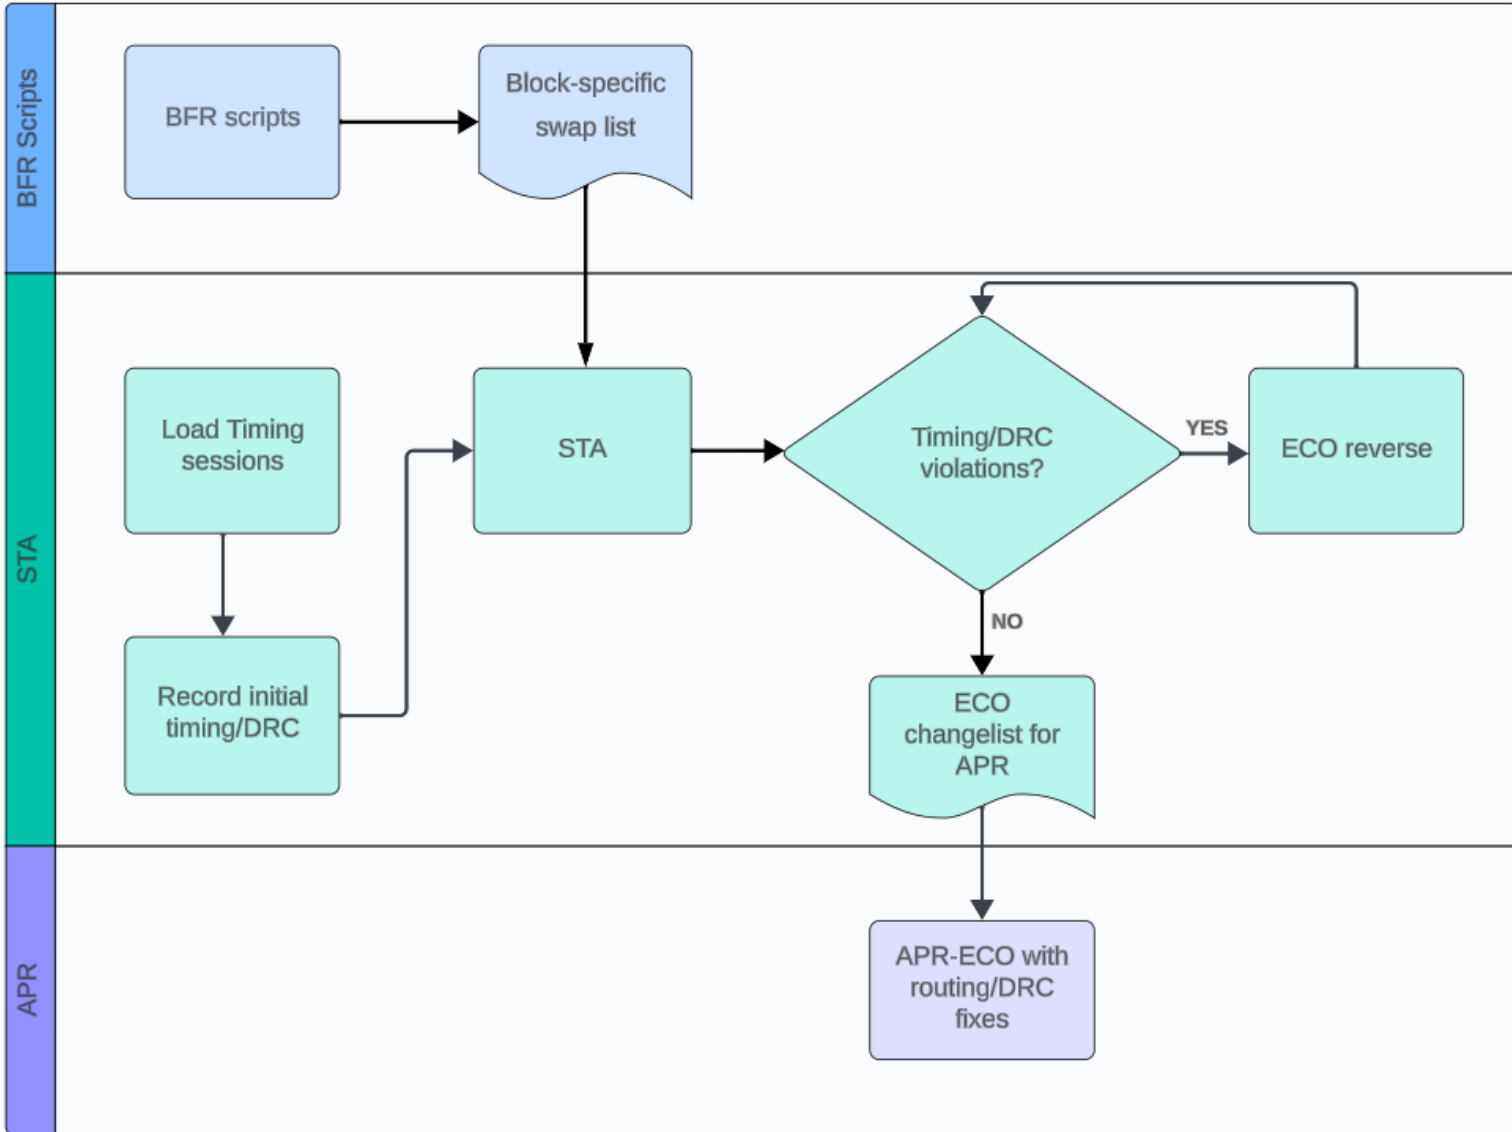 BFR Scripts
BFR scripts
Block-specific
swap list
STA
Load Timing
sessions
STA
Timing/DRC
violations?
YES
ECO reverse
NO
Record initial
timing/DRC
ECO
changelist for
APR
APR
APR-ECO with
routing/DRC
fixes